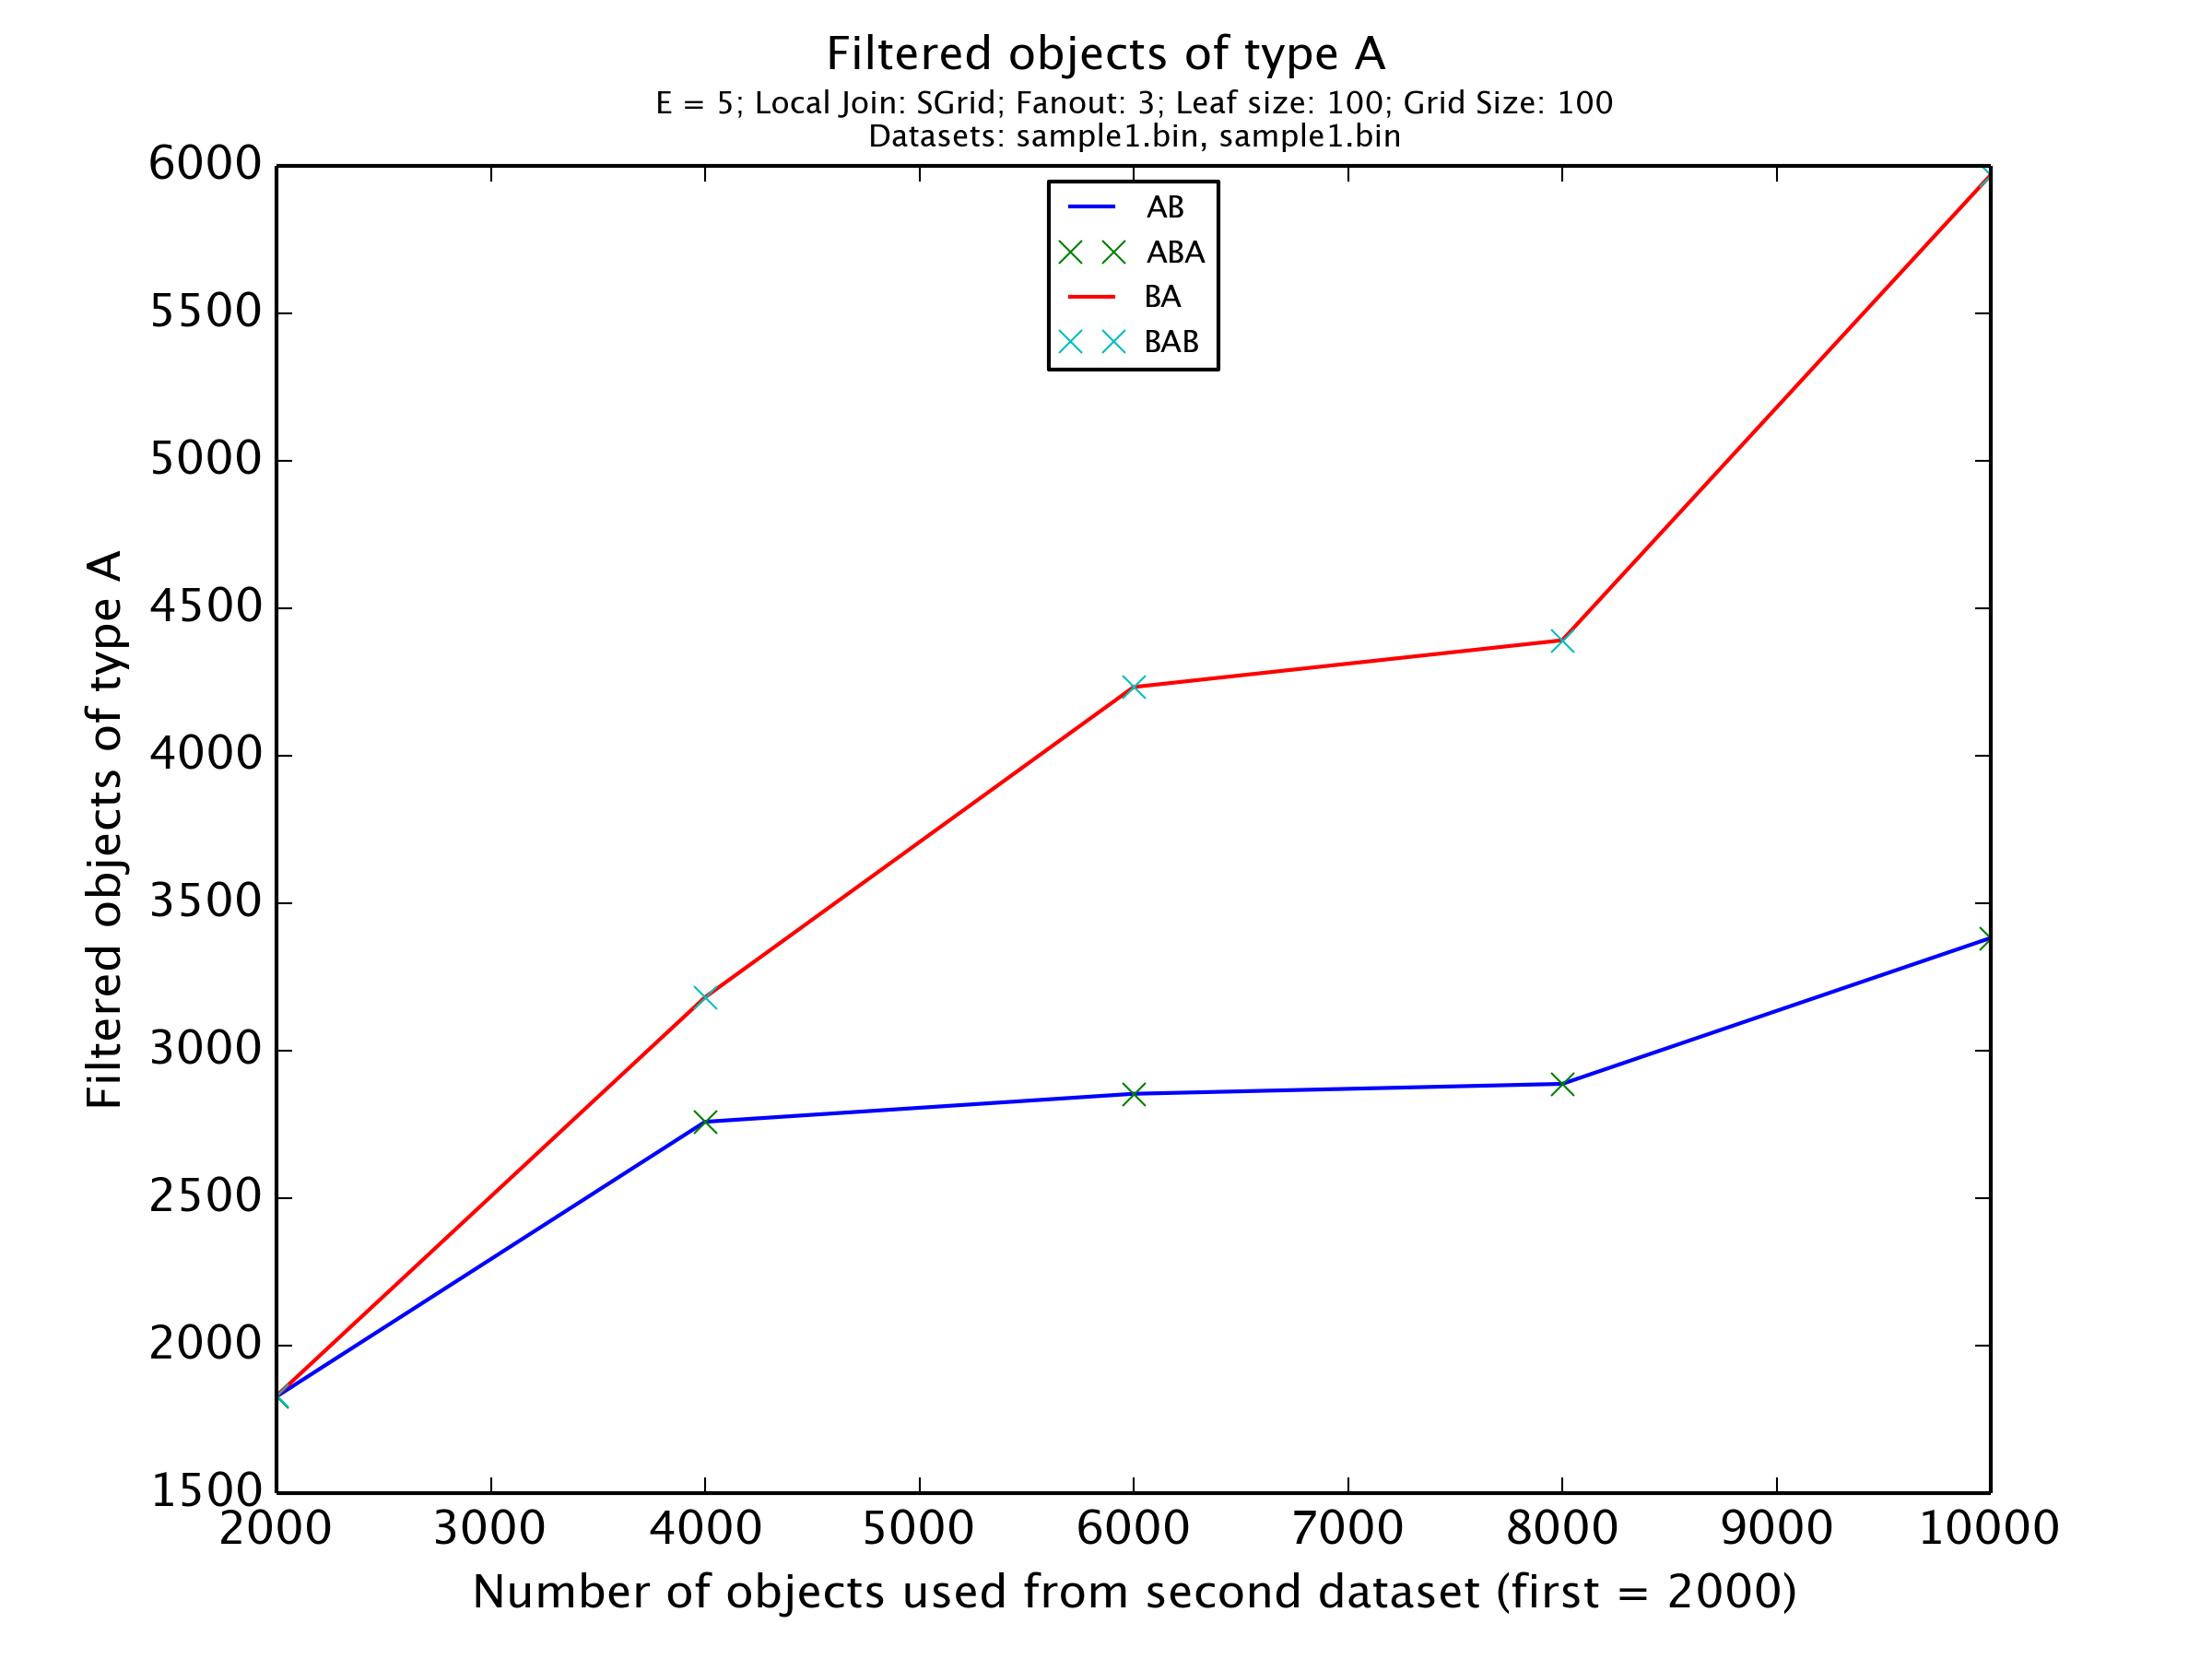 Filtered objects of type A
E = 5; Local Join: SGrid; Fanout: 3; Leaf size: 100; Grid Size: 100
Datasets: sample1.bin, sample1.bin
AB
ABA
BA
BAB
6000
5500
5000
4500
4000
3500
3000
2500
2000
1500
Filtered objects of type A
2000 3000 4000 5000 6000 7000 8000 9000 10000
Number of objects used from second dataset (first = 2000)